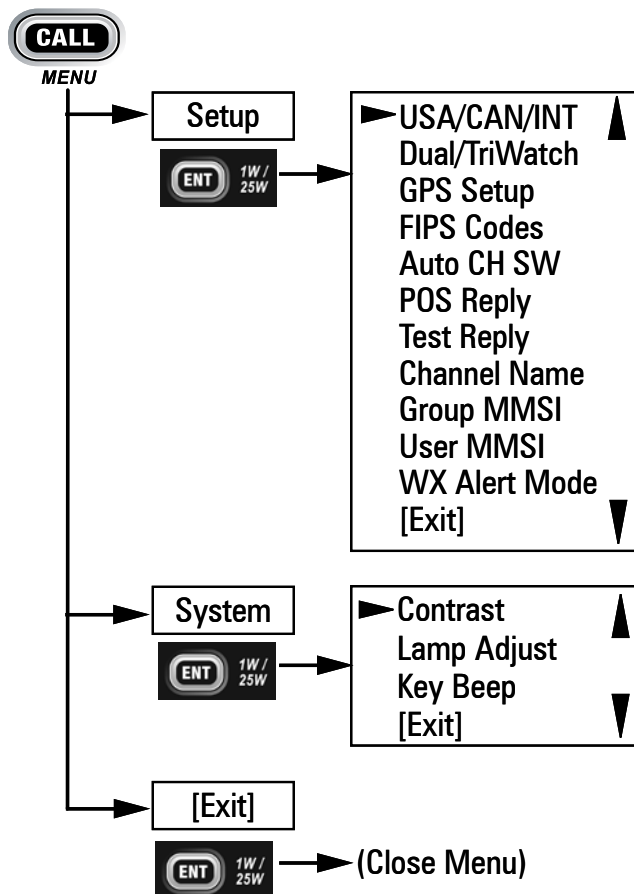 CALL
MENU
Setup
ENT 1W/
25W
USA/CAN/INT
Dual/TriWatch
GPS Setup
FIPS Codes
Auto CH SW
POS Reply
Test Reply
Channel Name
Group MMSI
User MMSI
WX Alert Mode
[Exit]
System
ENT 1W/
25W
Contrast
Lamp Adjust
Key Beep
[Exit]
[Exit]
ENT 1W/
25W
(Close Menu)